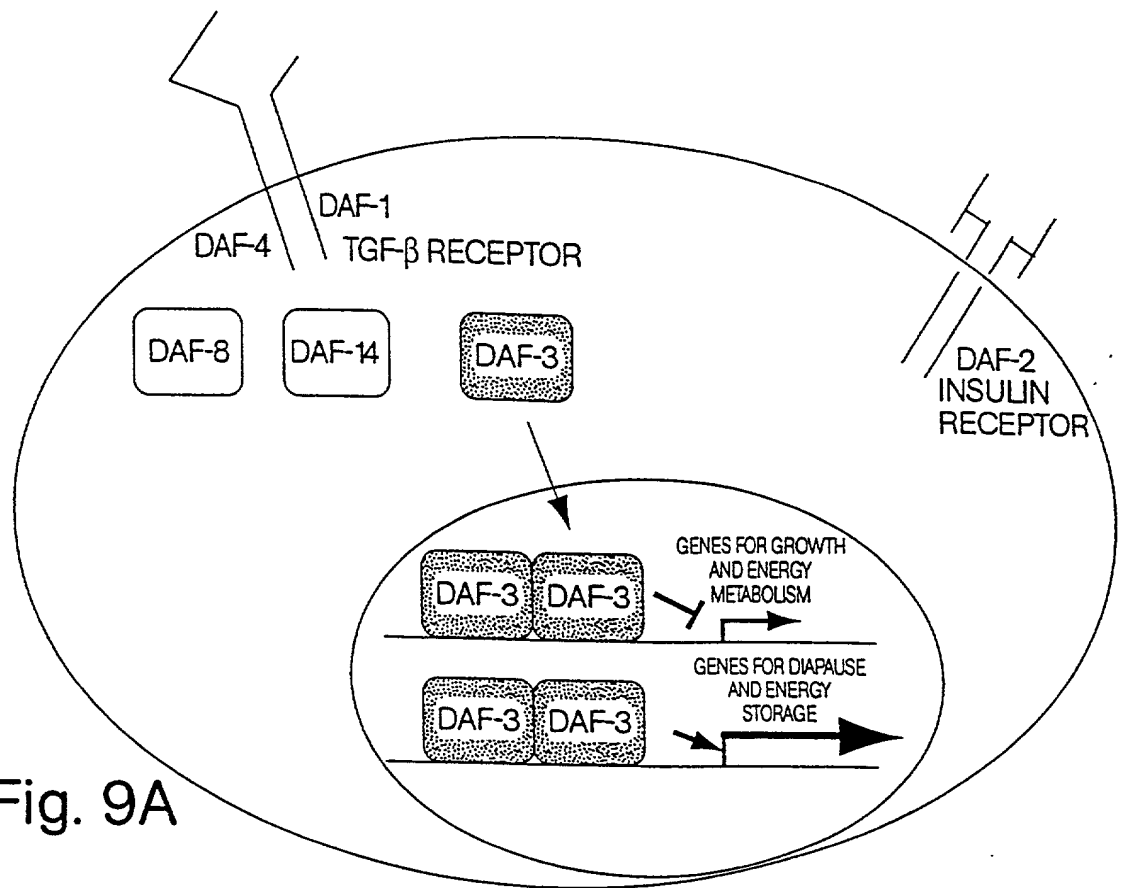 DAF-1
DAF-4
TGF-β RECEPTOR
DAF-8
DAF-14
DAF-3
DAF-2
INSULIN
RECEPTOR
GENES FOR GROWTH
AND ENERGY
METABOLISM
DAF-3
DAF-3
GENES FOR DIAPAUSE
AND ENERGY
STORAGE
DAF-3
DAF-3
Fig. 9A